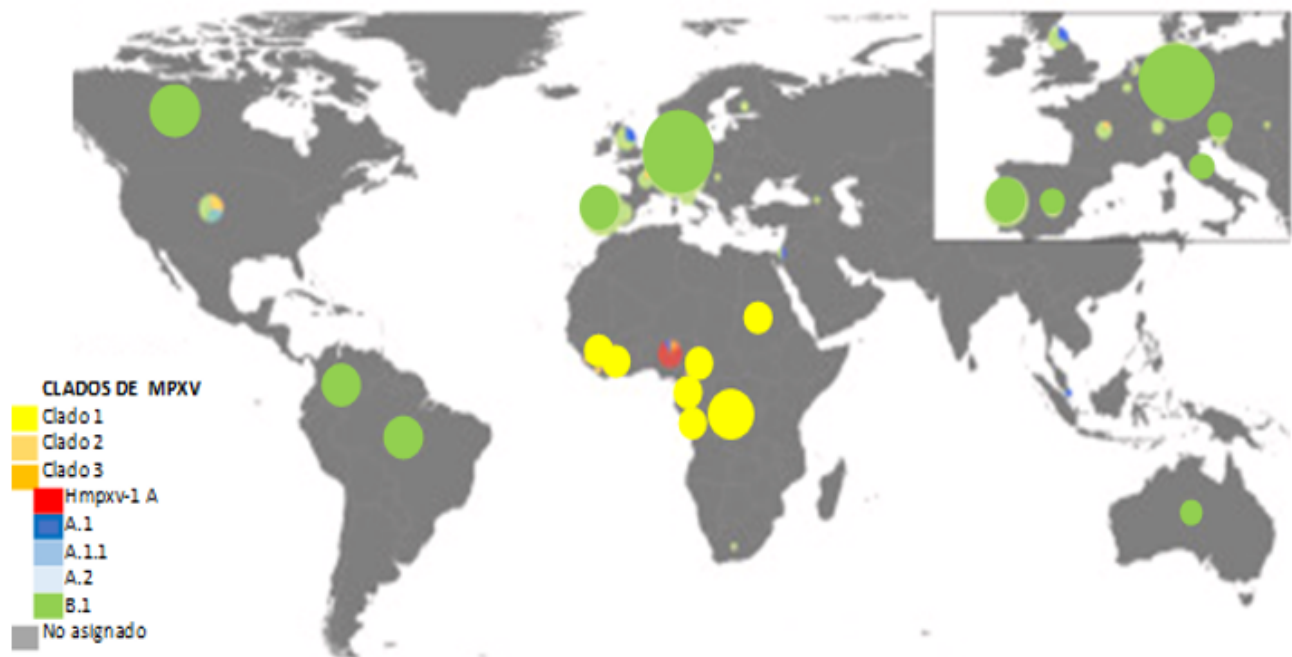 CLADOS DE MPXV
Clado 1
Clado 2
Clado 3
Hmpxv-1 A
A.1
A.1.1
A.2
B.1
No asignado